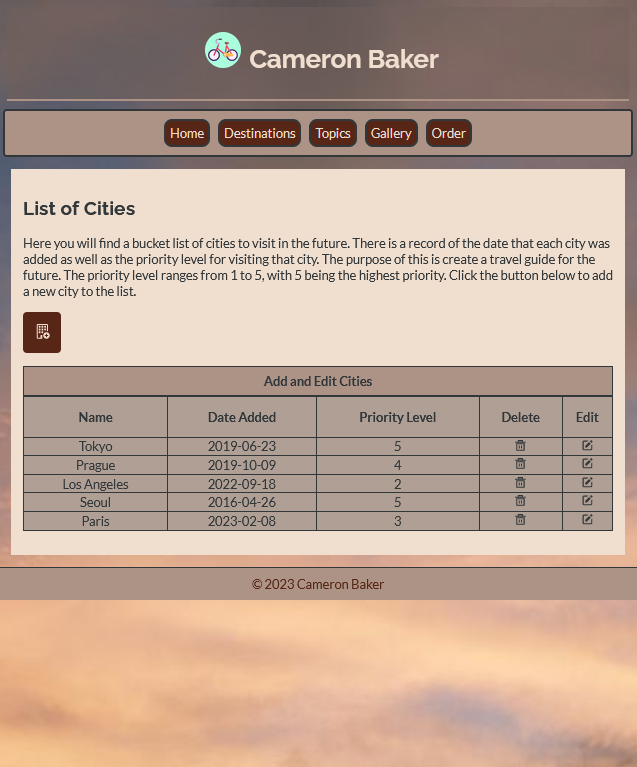 Cameron Baker
Home Destinations Topics Gallery Order
List of Cities
Here you will find a bucket list of cities to visit in the future. There is a record of the date that each city was
added as well as the priority level for visiting that city. The purpose of this is create a travel guide for the
future. The priority level ranges from 1 to 5, with 5 being the highest priority. Click the button below to add
a new city to the list.
Add and Edit Cities
Name Date Added Priority Level Delete Edit
Tokyo 2019-06-23 5
Prague 2019-10-09 4
Los Angeles 2022-09-18 2
Seoul 2016-04-26 5
Paris 2023-02-08 3
© 2023 Cameron Baker